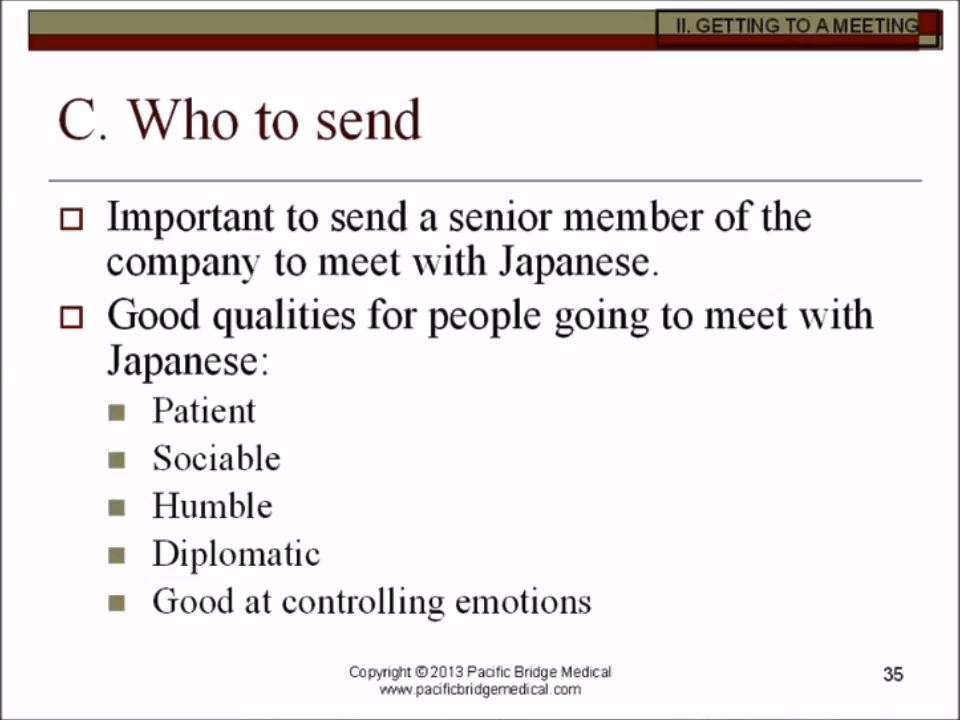 II. GETTING TO A MEETING
C. Who to send
Important to send a senior member of the
company to meet with Japanese.
Good qualities for people going to meet with
Japanese:
Patient
Sociable
Humble
Diplomatic
Good at controlling emotions
Copyright © 2013 Pacific Bridge Medical
www.pacificbridgemedical.com
35